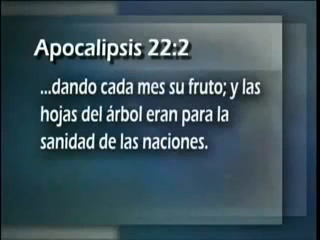 Apocalipsis 22:2
...dando cada mes su fruto; y las
hojas del árbol eran para la
sanidad de las naciones.